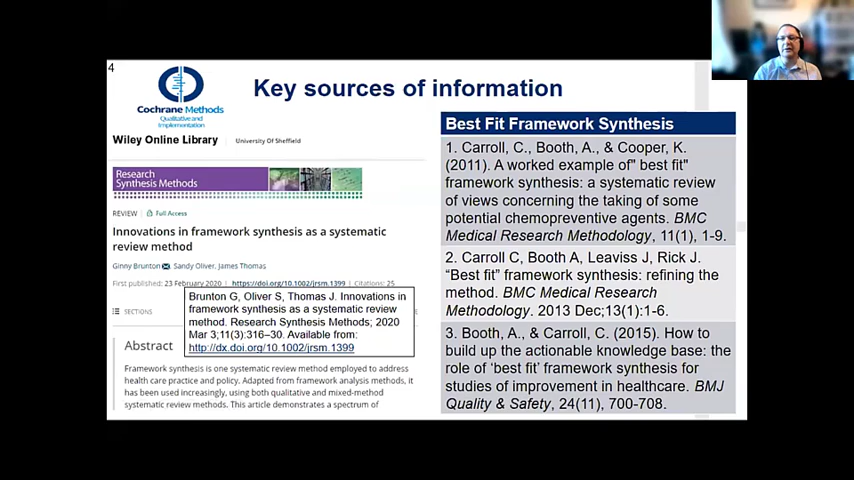 4
Key sources of information
Cochrane Methods
Qualitative and
Implementation
Wiley Online Library
University Of Sheffield
Research
Synthesis Methods
REVIEW
Full Access
Innovations in framework synthesis as a systematic
review method
Ginny Brunton Sandy Oliver, James Thomas
First published: 23 February 2020 | https://doi.org/10.1002/jrsm.1399 | Citations: 25
SECTIONS
Brunton G, Oliver S, Thomas J. Innovations in
framework synthesis as a systematic review
method. Research Synthesis Methods; 2020
Mar 3;11(3):316–30. Available from:
http://dx.doi.org/10.1002/jrsm.1399
Abstract
Framework synthesis is one systematic review method employed to address
health care practice and policy. Adapted from framework analysis methods, it
has been used increasingly, using both qualitative and mixed-method
systematic review methods. This article demonstrates a spectrum of
Best Fit Framework Synthesis
1. Carroll, C., Booth, A., & Cooper, K.
(2011). A worked example of" best fit"
framework synthesis: a systematic review
of views concerning the taking of some
potential chemopreventive agents. BMC
Medical Research Methodology, 11(1), 1-9.
2. Carroll C, Booth A, Leaviss J, Rick J.
“Best fit” framework synthesis: refining the
method. BMC Medical Research
Methodology. 2013 Dec;13(1):1-6.
3. Booth, A., & Carroll, C. (2015). How to
build up the actionable knowledge base: the
role of ‘best fit’ framework synthesis for
studies of improvement in healthcare. BMJ
Quality & Safety, 24(11), 700-708.